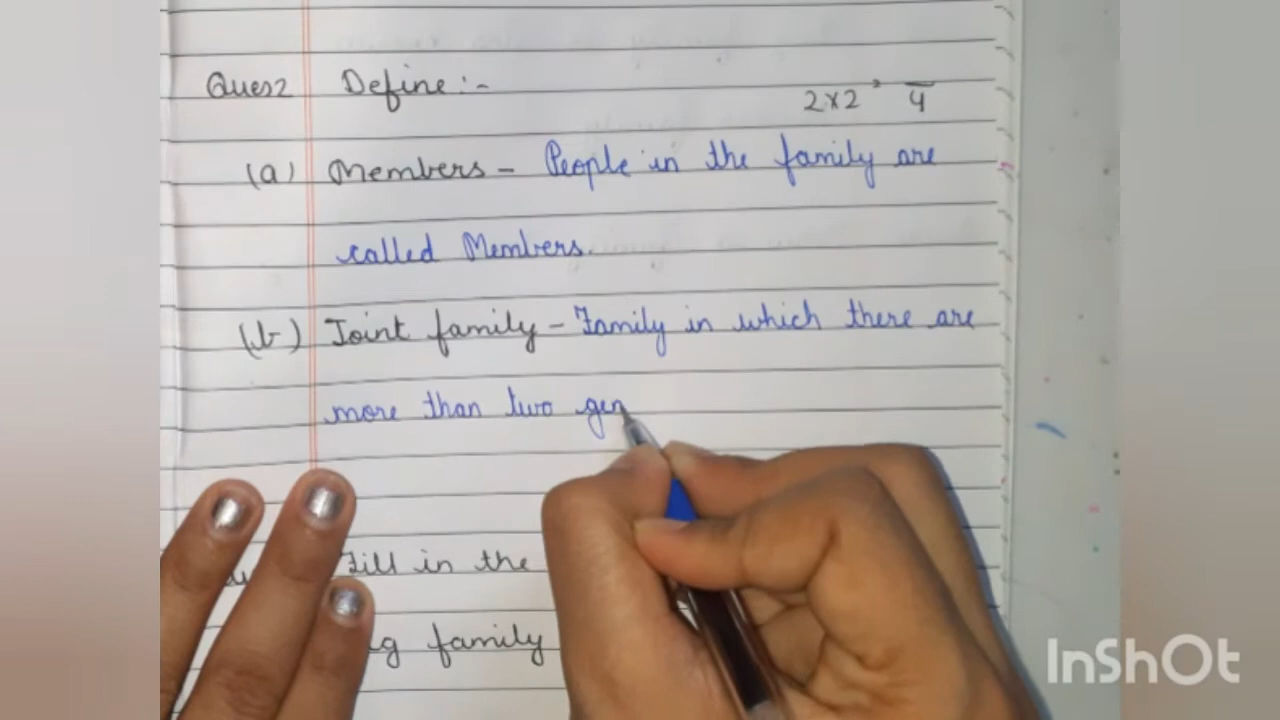 Ques2 Define :-
2x2 = 4
(a) Members - People in the family are
called Members.
(b) Joint family - Family in which there are
more than two gen
Fill in the
family
InShOt